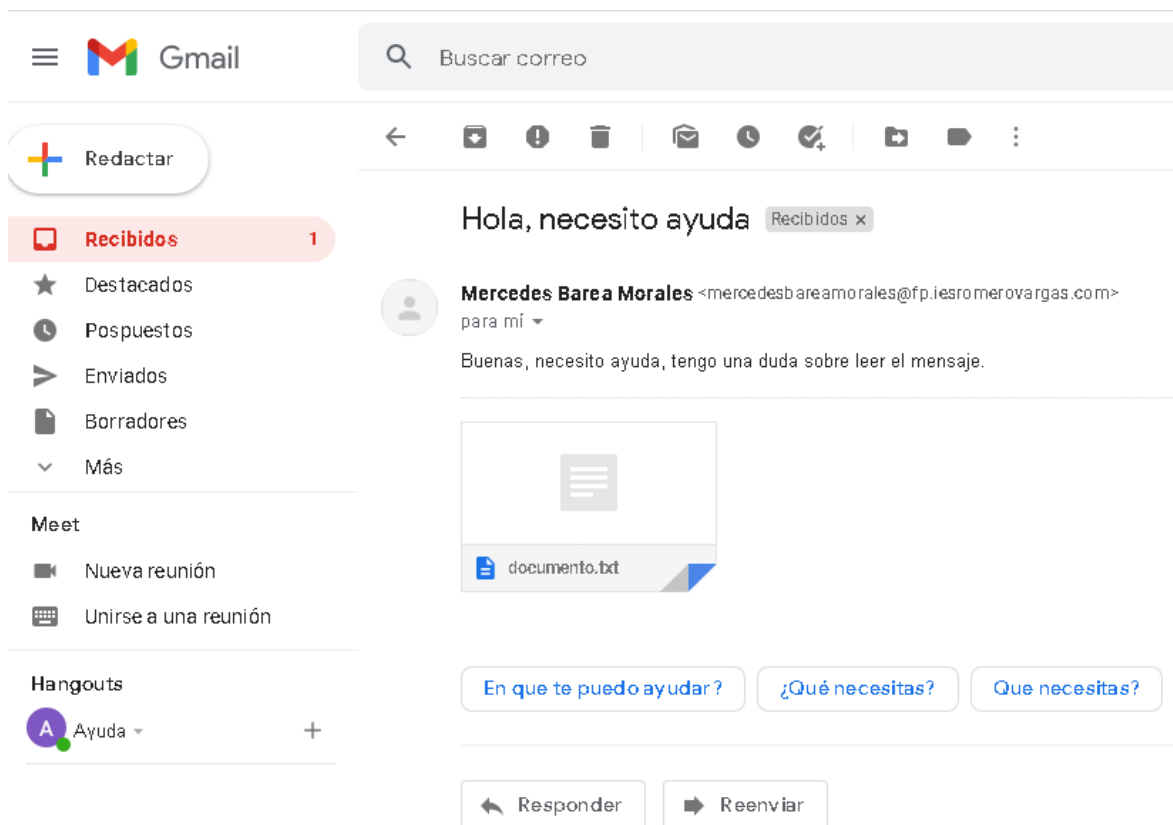 Gmail
Buscar correo
Redactar
Recibidos 1
Destacados
Pospuestos
Enviados
Borradores
Más
Meet
Nueva reunión
Unirse a una reunión
Hangouts
A Ayuda
Hola, necesito ayuda Recibidos x
Mercedes Barea Morales <mercedesbareamorales@fp.iesromerovargas.com>
para mí
Buenas, necesito ayuda, tengo una duda sobre leer el mensaje.
documento.txt
En que te puedo ayudar? ¿Qué necesitas? Que necesitas?
Responder Reenviar